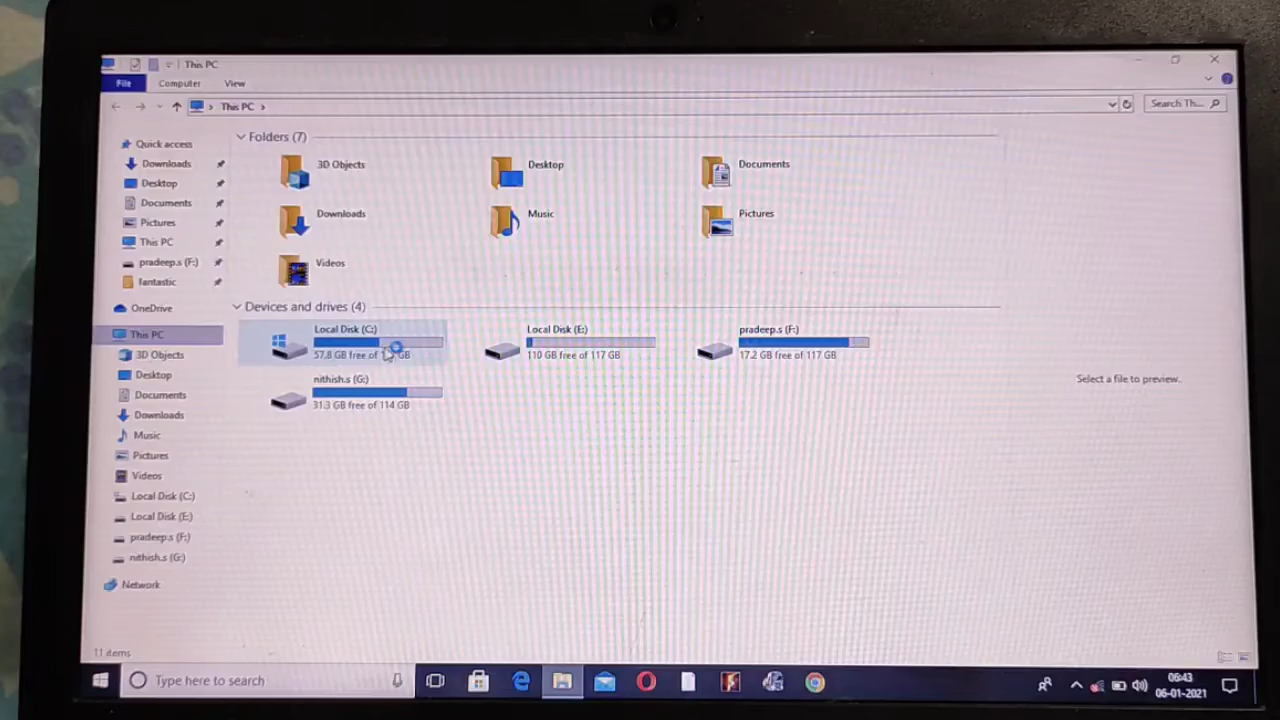 This PC
File Computer View
This PC
Search Th...
Quick access
Downloads
Desktop
Documents
Pictures
This PC
pradeep.s (F:)
fantastic
OneDrive
This PC
3D Objects
Desktop
Documents
Downloads
Music
Pictures
Videos
Local Disk (C:)
Local Disk (E:)
pradeep.s (F:)
nithish.s (G:)
Network
Folders (7)
3D Objects
Desktop
Documents
Downloads
Music
Pictures
Videos
Devices and drives (4)
Local Disk (C:)
57.8 GB free of GB
Local Disk (E:)
110 GB free of 117 GB
pradeep.s (F:)
17.2 GB free of 117 GB
nithish.s (G:)
31.3 GB free of 114 GB
Select a file to preview.
11 items
Type here to search
06:43
06-01-2021